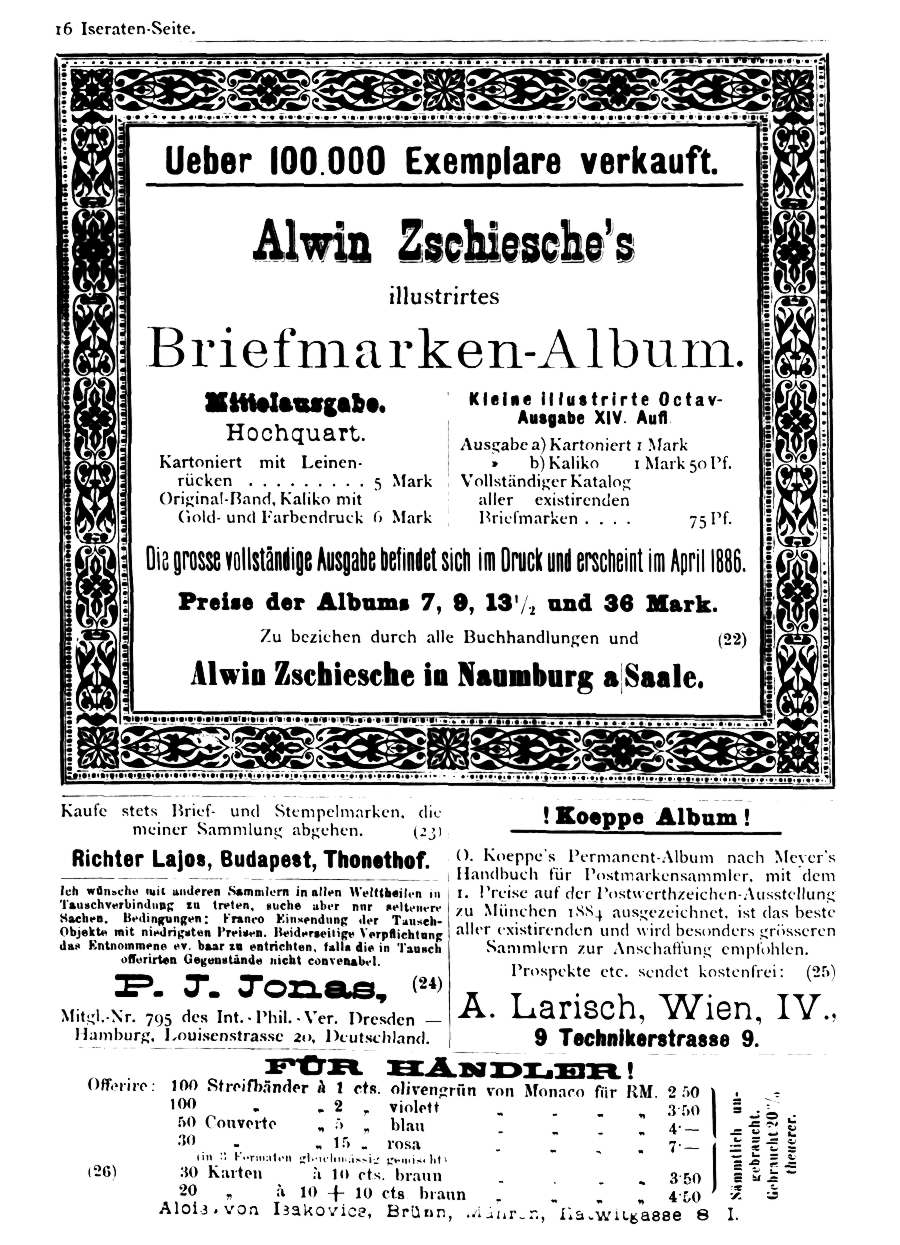 16 Iseraten-Seite.
Ueber 100.000 Exemplare verkauft.
Alwin Zschiesche's
illustrirtes
Briefmarken-Album.
Mittelausgabe.
Hochquart.
Kartoniert mit Leinen-
rücken . . . . . . . . . 5 Mark
Original-Band, Kaliko mit
Gold- und Farbendruck 6 Mark
Kleine illustrirte Octav-
Ausgabe XIV. Aufl
Ausgabe a) Kartoniert 1 Mark
» b) Kaliko 1 Mark 50 Pf.
Vollständiger Katalog
aller existirenden
Briefmarken . . . . 75 Pf.
Die grosse vollständige Ausgabe befindet sich im Druck und erscheint im April 1886.
Preise der Albums 7, 9, 13 1/2 und 36 Mark.
Zu beziehen durch alle Buchhandlungen und (22)
Alwin Zschiesche in Naumburg a|Saale.
Kaufe stets Brief- und Stempelmarken, die
meiner Sammlung abgehen. (23)
Richter Lajos, Budapest, Thonethof.
Ich wünsche mit anderen Sammlern in allen Welttheilen in
Tauschverbindung zu treten, suche aber nur seltenere
Sachen. Bedingungen: Franco Einsendung der Tausch-
Objekte mit niedrigsten Preisen. Beiderseitige Verpflichtung
das Entnommene ev. baar zu entrichten, falls die in Tausch
offerirten Gegenstände nicht convenabel.
P. J. Jonas, (24)
Mitgl.-Nr. 795 des Int.-Phil.-Ver. Dresden —
Hamburg, Louisenstrasse 20, Deutschland.
! Koeppe Album !
O. Koeppe's Permanent-Album nach Meyer's
Handbuch für Postmarkensammler, mit dem
1. Preise auf der Postwerthzeichen-Ausstellung
zu München 1884 ausgezeichnet, ist das beste
aller existirenden und wird besonders grösseren
Sammlern zur Anschaffung empfohlen.
Prospekte etc. sendet kostenfrei: (25)
A. Larisch, Wien, IV.,
9 Technikerstrasse 9.
FÜR HÄNDLER!
Offerire: 100 Streifbänder à 1 cts. olivengrün von Monaco für RM. 2·50
100 „ „ 2 „ violett „ „ „ „ 3·50
50 Couverte „ 5 „ blau „ „ „ „ 4·—
30 „ „ 15 „ rosa „ „ „ „ 7·—
(in 3 Formaten gleichmässig gemischt)
(26) 30 Karten à 10 cts. braun „ „ „ „ 3·50
20 „ à 10 + 10 cts braun „ „ „ „ 4·50
Sämmtlich un-
gebraucht.
Gebraucht 20 %
theuerer.
Alois von Isakovics, Brünn, Mähren, 8 I.